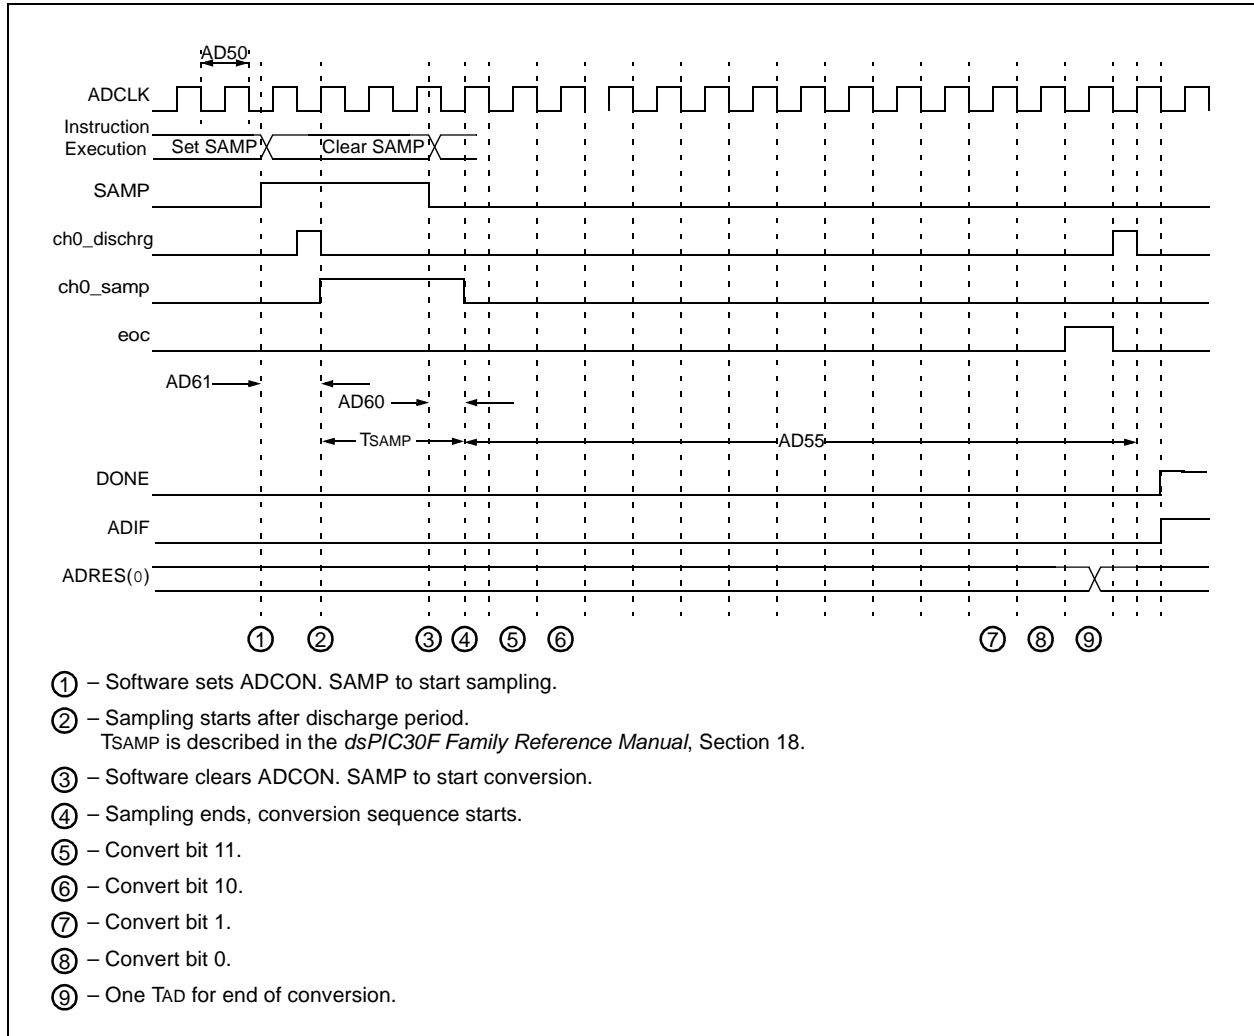 AD50
ADCLK
Instruction
Execution
Set SAMP
Clear SAMP
SAMP
ch0_dischrg
ch0_samp
eoc
AD61
AD60
TSAMP
AD55
DONE
ADIF
ADRES(0)
1 2 3 4 5 6 7 8 9
1 – Software sets ADCON. SAMP to start sampling.
2 – Sampling starts after discharge period.
TSAMP is described in the dsPIC30F Family Reference Manual, Section 18.
3 – Software clears ADCON. SAMP to start conversion.
4 – Sampling ends, conversion sequence starts.
5 – Convert bit 11.
6 – Convert bit 10.
7 – Convert bit 1.
8 – Convert bit 0.
9 – One TAD for end of conversion.